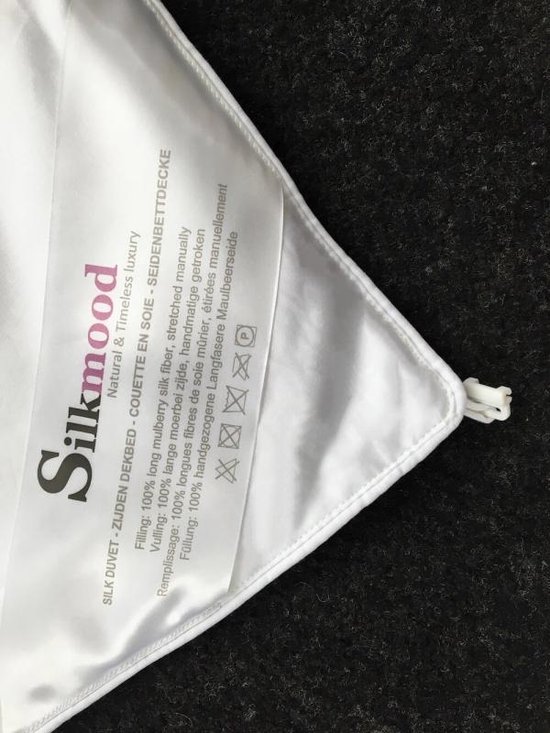 Silkmood
Natural & Timeless luxury
SILK DUVET - ZIJDEN DEKBED - COUETTE EN SOIE - SEIDENBETTDECKE
Filling: 100% long mulberry silk fiber, stretched manually
Vulling: 100% lange moerbei zijde, handmatige getroken
Remplissage: 100% longues fibres de soie mûrier, étirées manuellement
Füllung: 100% handgezogene Langfasere Maulbeerseide
P